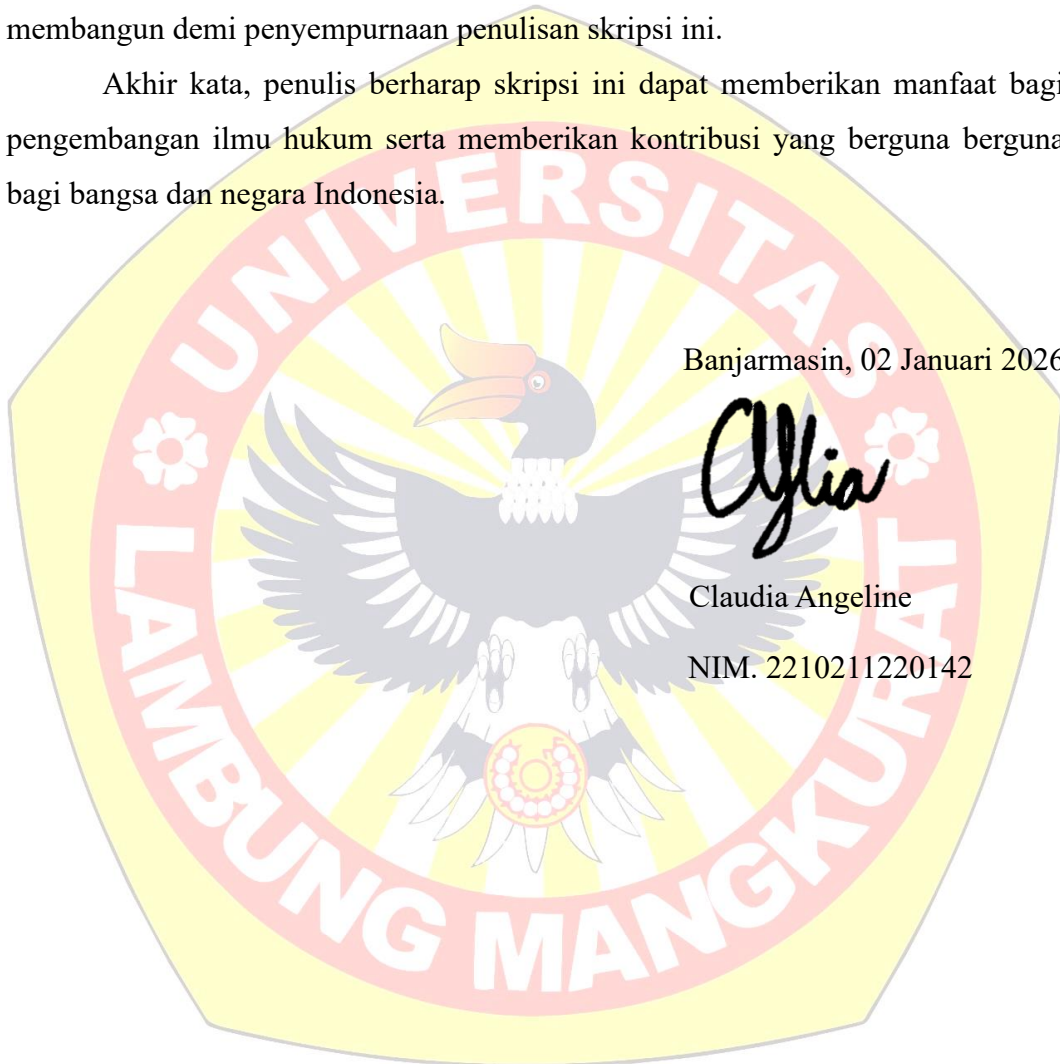 membangun demi penyempurnaan penulisan skripsi ini.
Akhir kata, penulis berharap skripsi ini dapat memberikan manfaat bagi
pengembangan ilmu hukum serta memberikan kontribusi yang berguna berguna
bagi bangsa dan negara Indonesia.
UNIVERSITAS
Banjarmasin, 02 Januari 2026
Claudia Angeline
NIM. 2210211220142
LAMBUNG MANGKURAT